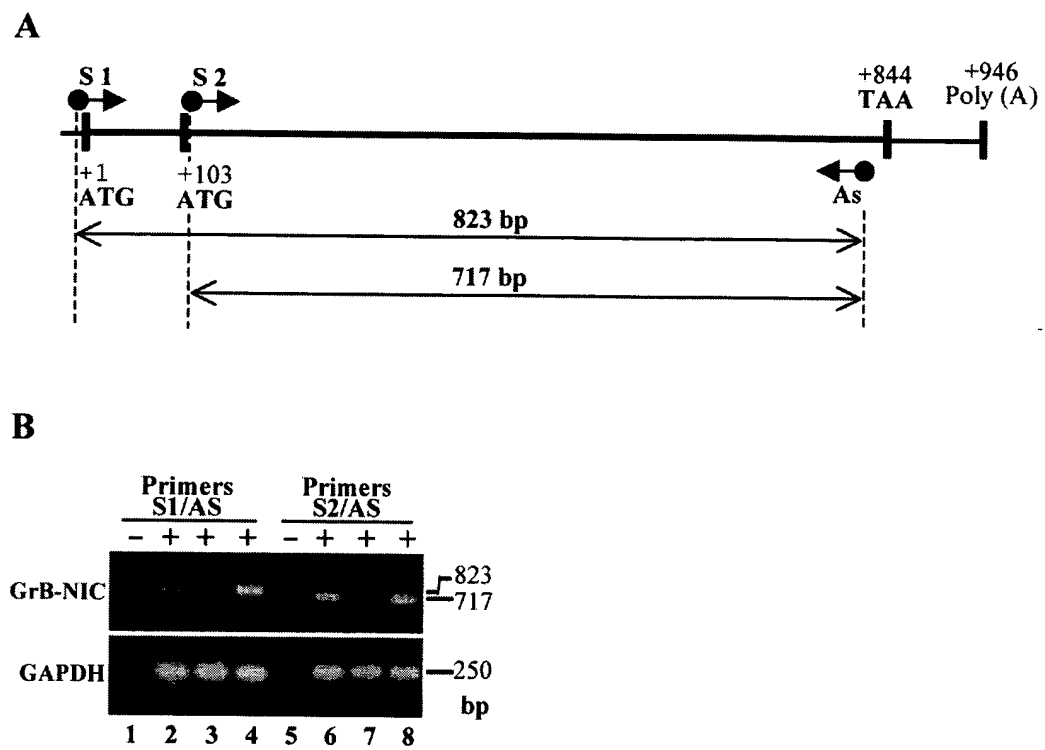 A
S 1
S 2
+844
TAA
+946
Poly (A)
+1
ATG
+103
ATG
As
823 bp
717 bp
B
Primers
S1/AS
Primers
S2/AS
− + + + − + + +
GrB-NIC
823
717
GAPDH
250
bp
1 2 3 4 5 6 7 8